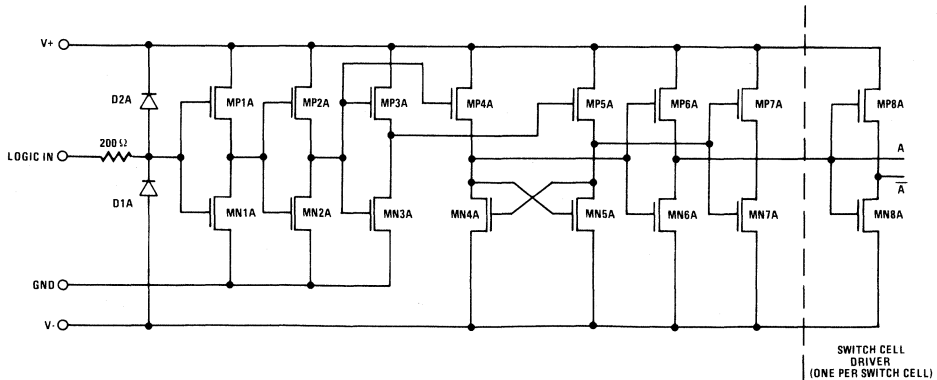 V+
D2A
MP1A
MP2A
MP3A
MP4A
MP5A
MP6A
MP7A
MP8A
200 Ω
LOGIC IN
A
A̅
D1A
MN1A
MN2A
MN3A
MN4A
MN5A
MN6A
MN7A
MN8A
GND
V-
SWITCH CELL
DRIVER
(ONE PER SWITCH CELL)